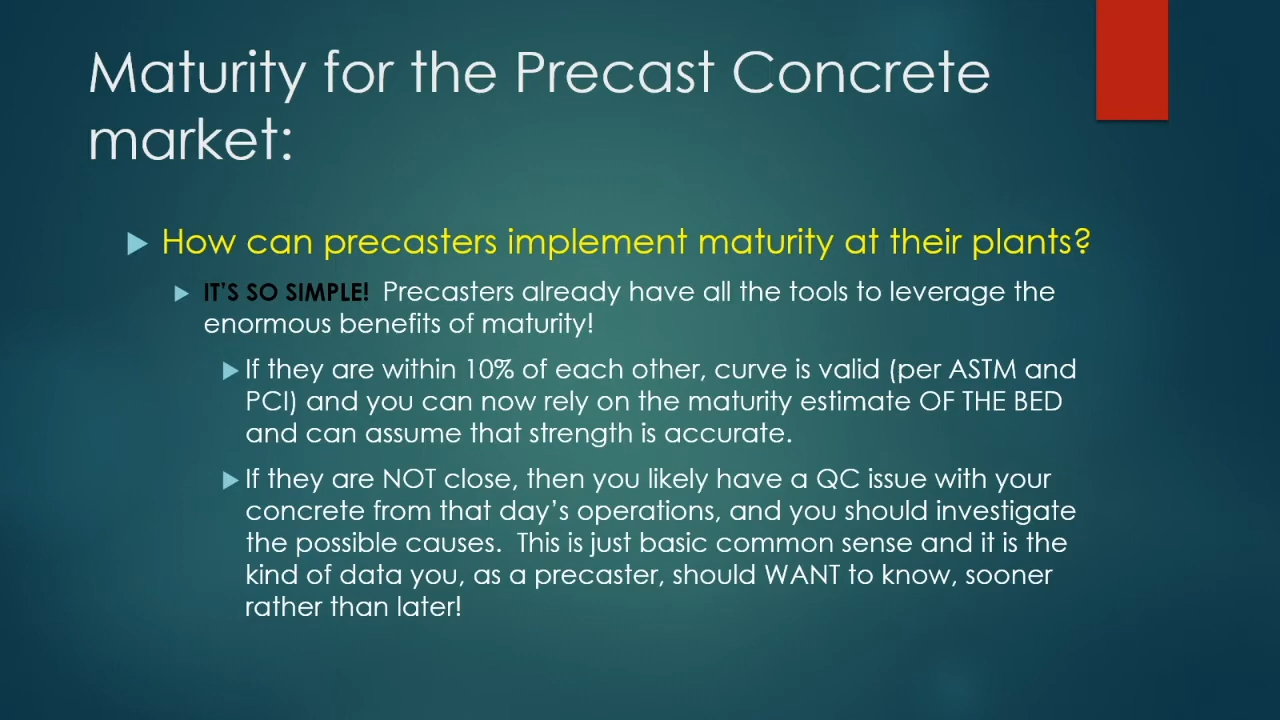 Maturity for the Precast Concrete
market:
How can precasters implement maturity at their plants?
IT'S SO SIMPLE! Precasters already have all the tools to leverage the
enormous benefits of maturity!
If they are within 10% of each other, curve is valid (per ASTM and
PCI) and you can now rely on the maturity estimate OF THE BED
and can assume that strength is accurate.
If they are NOT close, then you likely have a QC issue with your
concrete from that day's operations, and you should investigate
the possible causes.  This is just basic common sense and it is the
kind of data you, as a precaster, should WANT to know, sooner
rather than later!